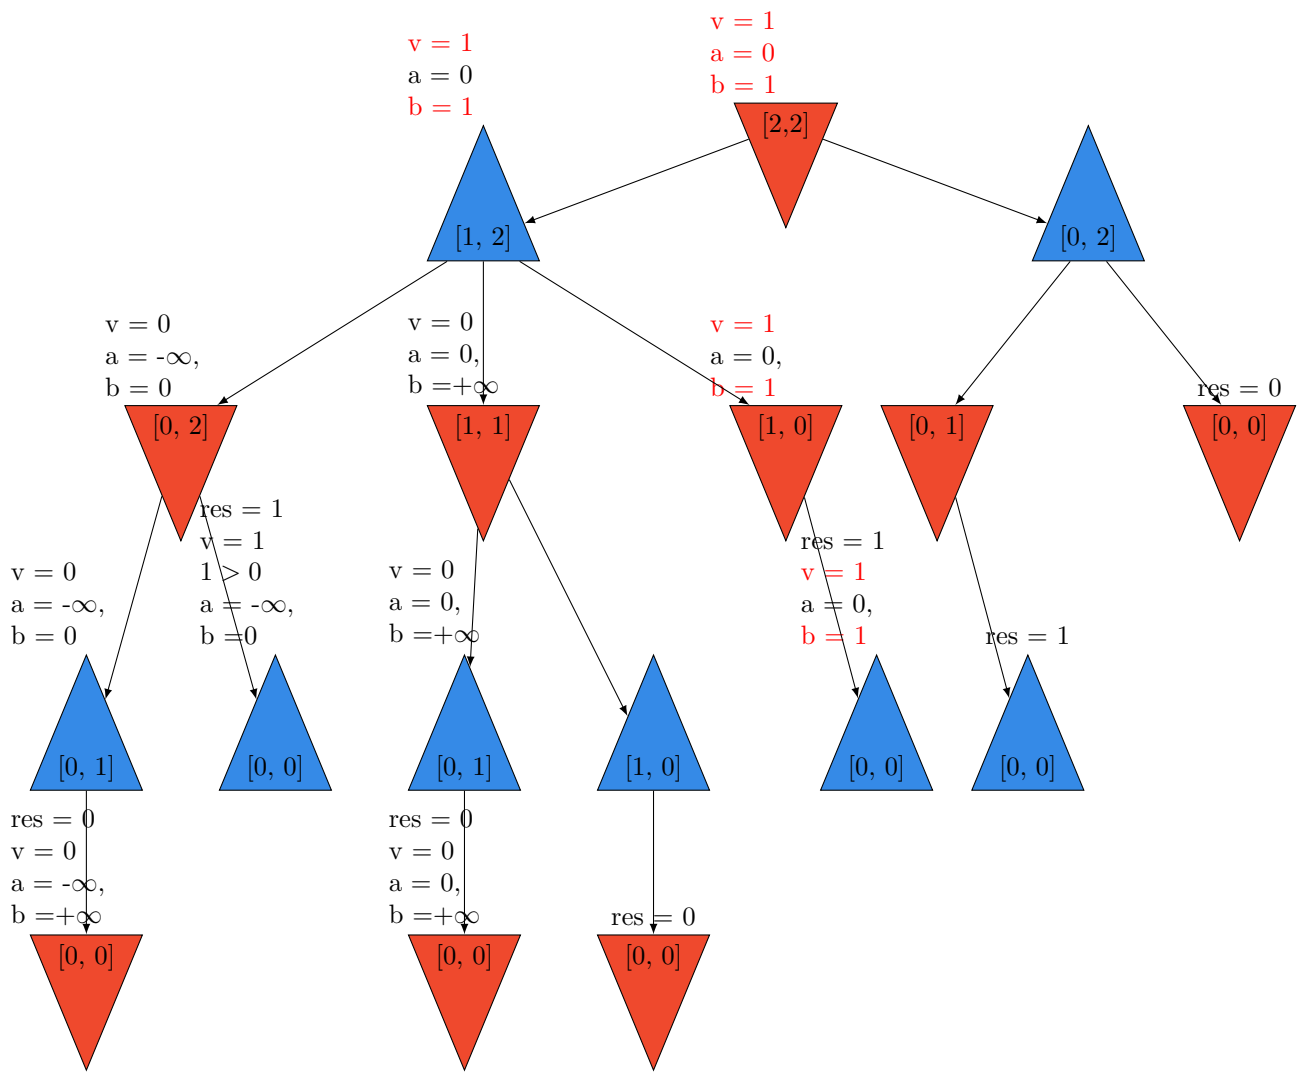 v = 1
a = 0
b = 1
[2,2]
v = 1
a = 0
b = 1
[1, 2]
[0, 2]
v = 0
a = -∞,
b = 0
[0, 2]
v = 0
a = 0,
b =+∞
[1, 1]
v = 1
a = 0,
b = 1
[1, 0]
[0, 1]
res = 0
[0, 0]
v = 0
a = -∞,
b = 0
[0, 1]
res = 1
v = 1
1 > 0
a = -∞,
b =0
[0, 0]
v = 0
a = 0,
b =+∞
[0, 1]
[1, 0]
res = 1
v = 1
a = 0,
b = 1
[0, 0]
res = 1
[0, 0]
res = 0
v = 0
a = -∞,
b =+∞
[0, 0]
res = 0
v = 0
a = 0,
b =+∞
[0, 0]
res = 0
[0, 0]